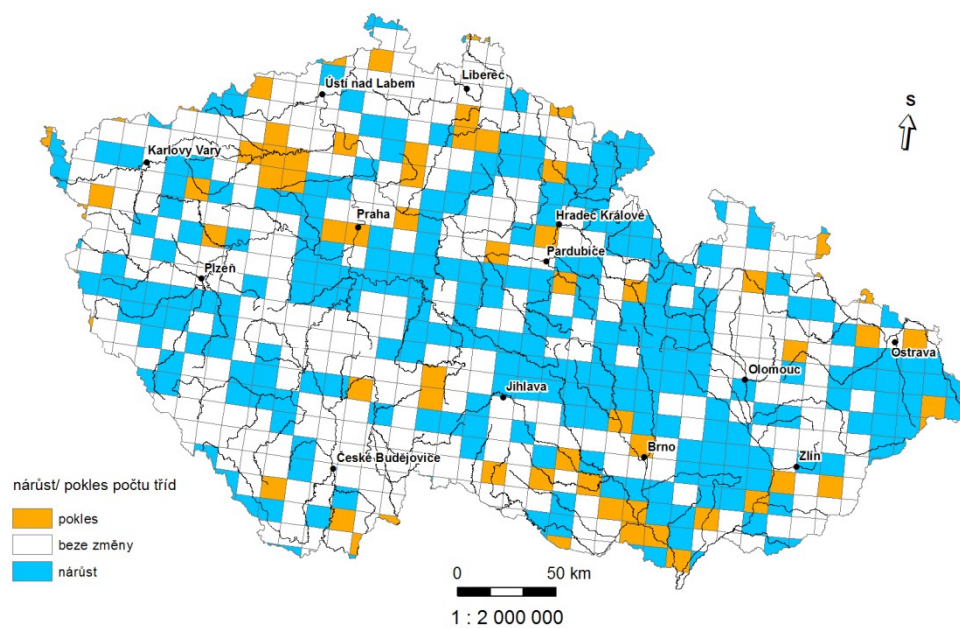 Liberec
Ústí nad Labem
S
Karlovy Vary
Praha
Hradec Králové
Pardubice
Plzeň
Ostrava
Olomouc
Jihlava
Brno
Zlín
České Budějovice
nárůst/ pokles počtu tříd
pokles
beze změny
nárůst
0 50 km
1 : 2 000 000